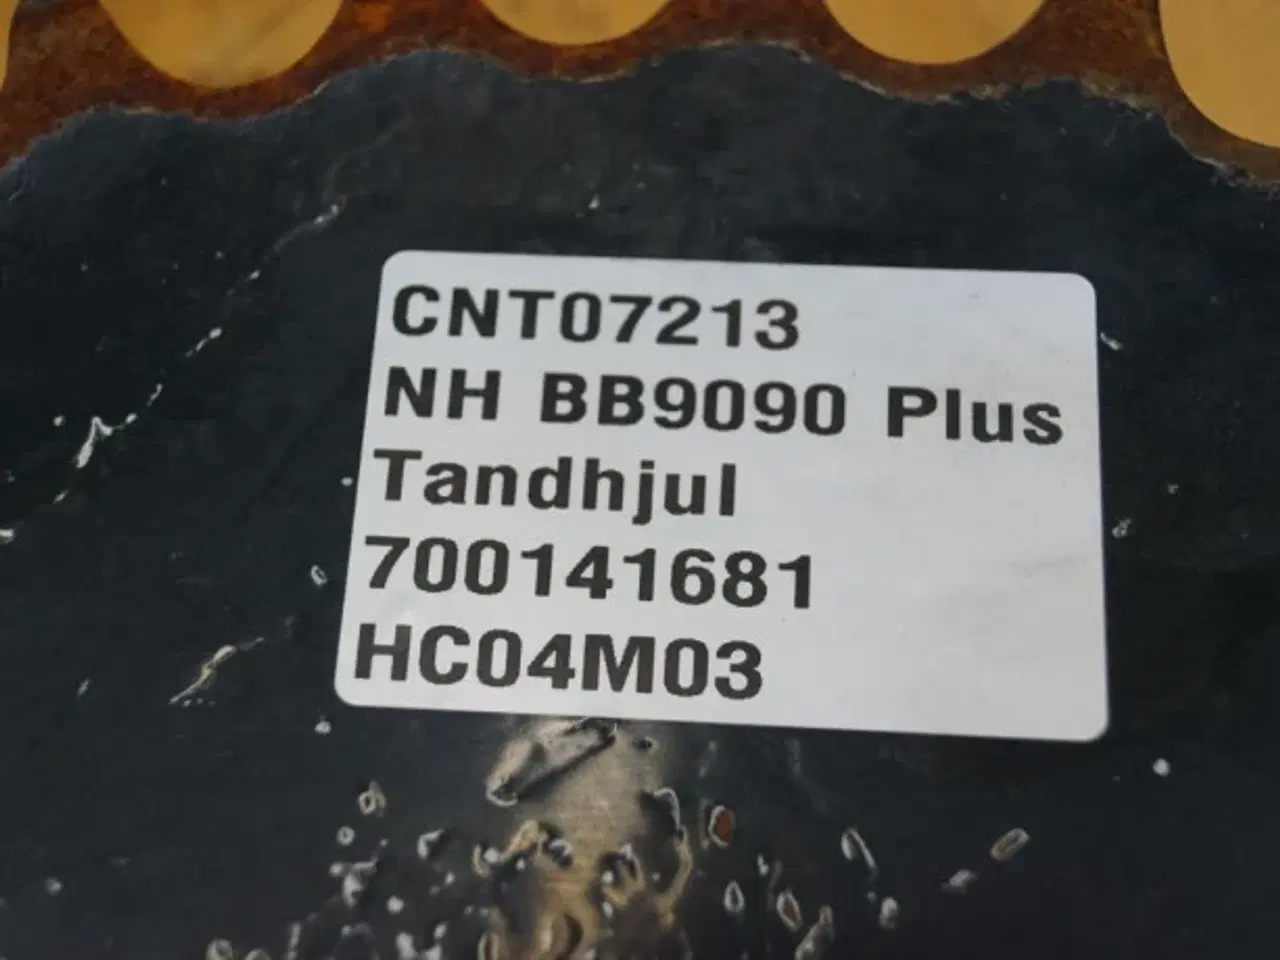 CNT07213
NH BB9090 Plus
Tandhjul
700141681
HC04M03